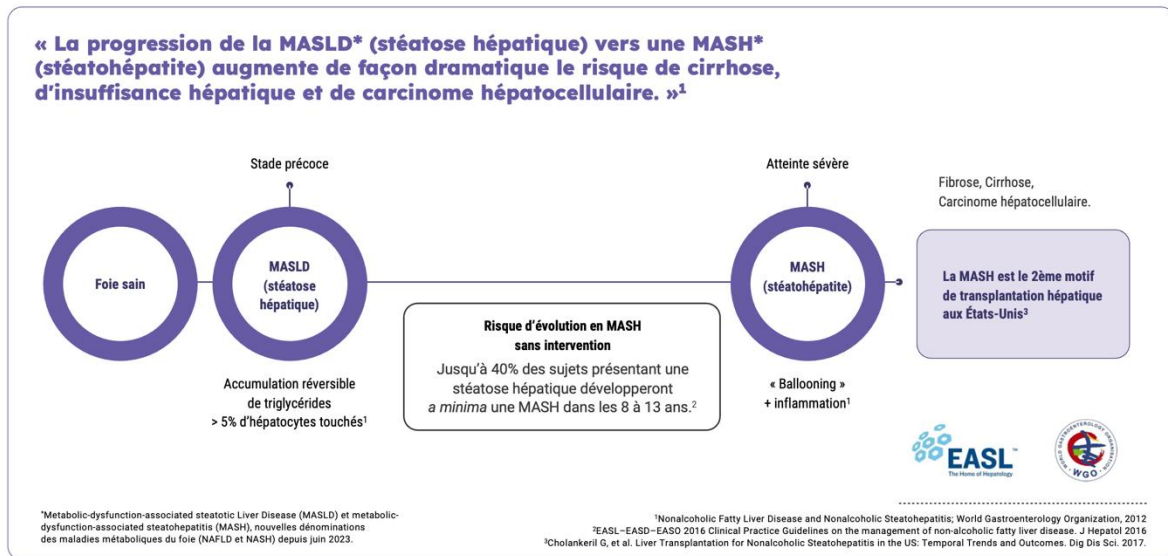 « La progression de la MASLD* (stéatose hépatique) vers une MASH*
(stéatohépatite) augmente de façon dramatique le risque de cirrhose,
d'insuffisance hépatique et de carcinome hépatocellulaire. »¹
Stade précoce
Atteinte sévère
Fibrose, Cirrhose,
Carcinome hépatocellulaire.
Foie sain
MASLD
(stéatose
hépatique)
MASH
(stéatohépatite)
La MASH est le 2ème motif
de transplantation hépatique
aux États-Unis³
Risque d'évolution en MASH
sans intervention
Jusqu'à 40% des sujets présentant une
stéatose hépatique développeront
a minima une MASH dans les 8 à 13 ans.²
Accumulation réversible
de triglycérides
> 5% d'hépatocytes touchés¹
« Ballooning »
+ inflammation¹
EASL™
The Home of Hepatology
WORLD GASTROENTEROLOGY ORGANISATION
WGO
*Metabolic-dysfunction-associated steatotic Liver Disease (MASLD) et metabolic-
dysfunction-associated steatohepatitis (MASH), nouvelles dénominations
des maladies métaboliques du foie (NAFLD et NASH) depuis juin 2023.
¹Nonalcoholic Fatty Liver Disease and Nonalcoholic Steatohepatitis; World Gastroenterology Organization, 2012
²EASL–EASD–EASO 2016 Clinical Practice Guidelines on the management of non-alcoholic fatty liver disease. J Hepatol 2016
³Cholankeril G, et al. Liver Transplantation for Nonalcoholic Steatohepatitis in the US: Temporal Trends and Outcomes. Dig Dis Sci. 2017.